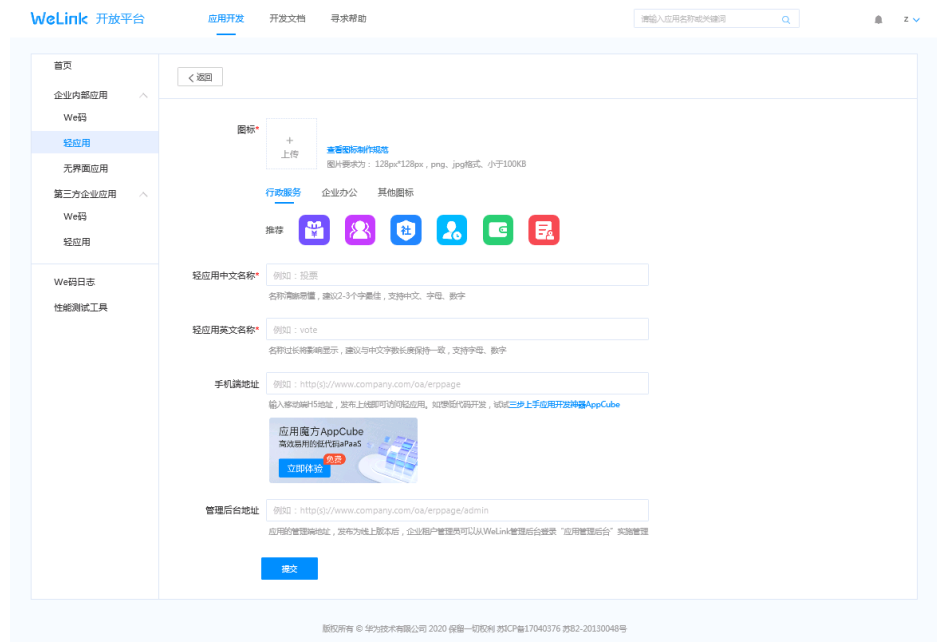 WeLink 开放平台 应用开发 开发文档 寻求帮助 请输入应用名称或关键词 z
首页
企业内部应用
We码
轻应用
无界面应用
第三方企业应用
We码
轻应用
We码日志
性能测试工具
返回
图标*
+
上传
查看图标制作规范
图片要求为： 128px*128px，png、jpg格式、小于100KB
行政服务 企业办公 其他图标
推荐
社
轻应用中文名称* 例如：投票
名称清晰易懂，建议2-3个字最佳，支持中文、字母、数字
轻应用英文名称* 例如：vote
名称过长将影响显示，建议与中文字数长度保持一致，支持字母、数字
手机端地址 例如：http(s)://www.company.com/oa/erppage
输入移动端H5地址，发布上线即可访问轻应用。如想低代码开发，试试三步上手应用开发神器AppCube
应用魔方AppCube
高效易用的低代码aPaaS
免费
立即体验
管理后台地址 例如：http(s)://www.company.com/oa/erppage/admin
应用的管理端地址，发布为线上版本后，企业租户管理员可以从WeLink管理后台登录“应用管理后台”实施管理
提交
版权所有 © 华为技术有限公司 2020 保留一切权利 苏ICP备17040376 苏B2-20130048号